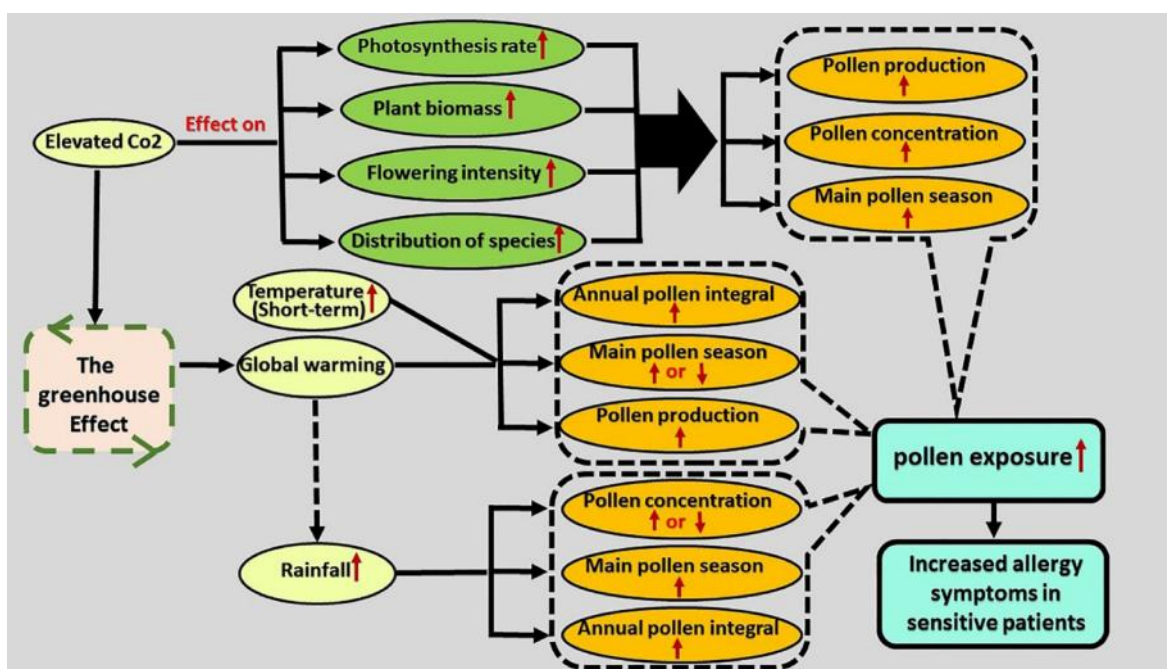 Elevated Co2
Effect on
Photosynthesis rate
Plant biomass
Flowering intensity
Distribution of species
Pollen production
Pollen concentration
Main pollen season
The
greenhouse
Effect
Temperature
(Short-term)
Global warming
Annual pollen integral
Main pollen season
or
Pollen production
Rainfall
Pollen concentration
or
Main pollen season
Annual pollen integral
pollen exposure
Increased allergy
symptoms in
sensitive patients